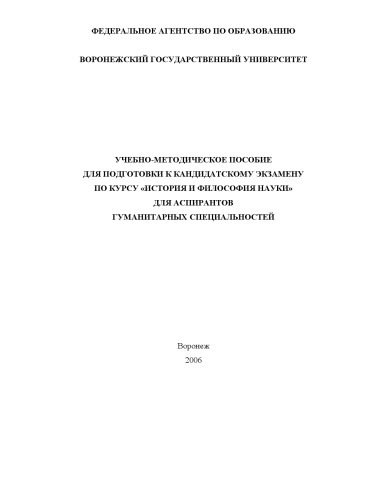 ФЕДЕРАЛЬНОЕ АГЕНТСТВО ПО ОБРАЗОВАНИЮ
ВОРОНЕЖСКИЙ ГОСУДАРСТВЕННЫЙ УНИВЕРСИТЕТ
УЧЕБНО-МЕТОДИЧЕСКОЕ ПОСОБИЕ
ДЛЯ ПОДГОТОВКИ К КАНДИДАТСКОМУ ЭКЗАМЕНУ
ПО КУРСУ «ИСТОРИЯ И ФИЛОСОФИЯ НАУКИ»
ДЛЯ АСПИРАНТОВ
ГУМАНИТАРНЫХ СПЕЦИАЛЬНОСТЕЙ
Воронеж
2006